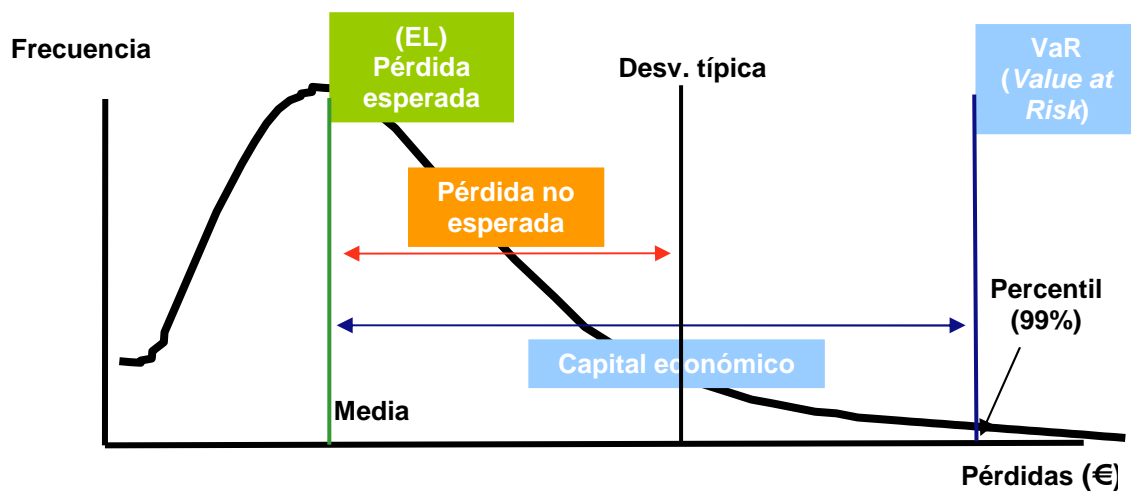 Frecuencia
(EL)
Pérdida
esperada
Desv. típica
VaR
(Value at
Risk)
Pérdida no
esperada
Percentil
(99%)
Capital económico
Media
Pérdidas (€)